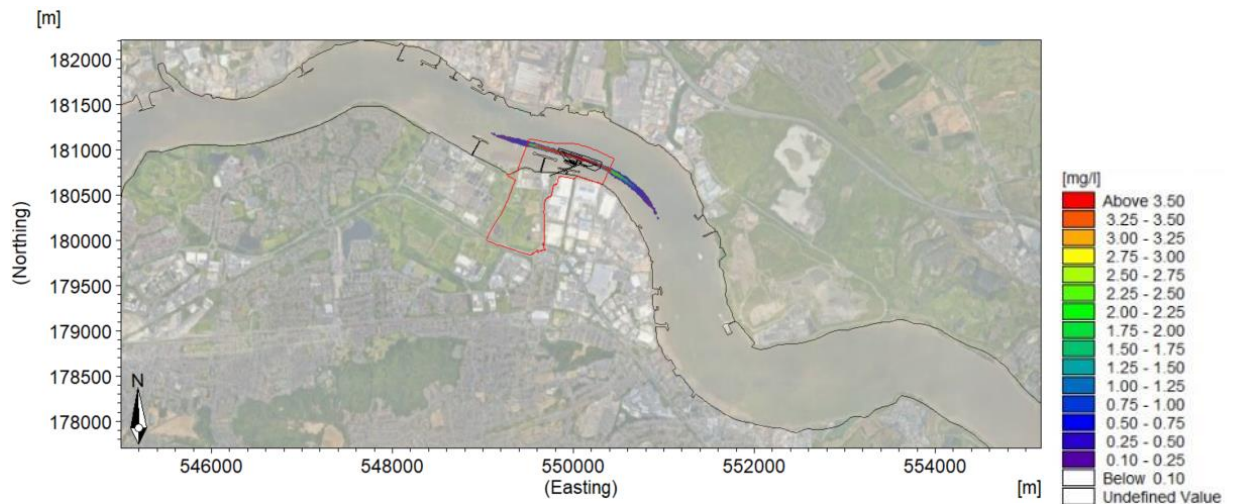 [m]
182000
181500
181000
180500
180000
179500
179000
178500
178000
(Northing)
N
546000
548000
550000
552000
554000
(Easting)
[m]
[mg/l]
Above 3.50
3.25 - 3.50
3.00 - 3.25
2.75 - 3.00
2.50 - 2.75
2.25 - 2.50
2.00 - 2.25
1.75 - 2.00
1.50 - 1.75
1.25 - 1.50
1.00 - 1.25
0.75 - 1.00
0.50 - 0.75
0.25 - 0.50
0.10 - 0.25
Below 0.10
Undefined Value